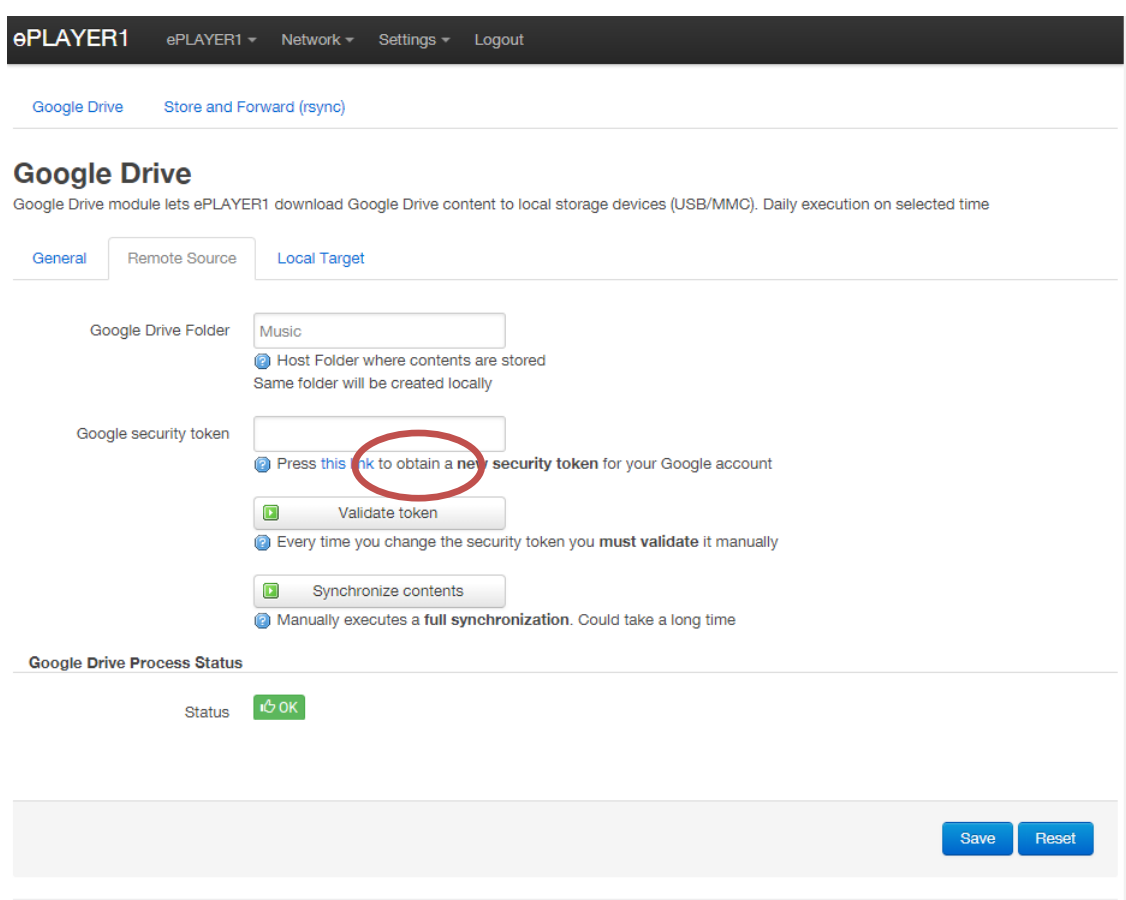 ePLAYER1 ePLAYER1 Network Settings Logout
Google Drive Store and Forward (rsync)
Google Drive
Google Drive module lets ePLAYER1 download Google Drive content to local storage devices (USB/MMC). Daily execution on selected time
General Remote Source Local Target
Google Drive Folder Music
Host Folder where contents are stored
Same folder will be created locally
Google security token
Press this link to obtain a new security token for your Google account
Validate token
Every time you change the security token you must validate it manually
Synchronize contents
Manually executes a full synchronization. Could take a long time
Google Drive Process Status
Status OK
Save Reset